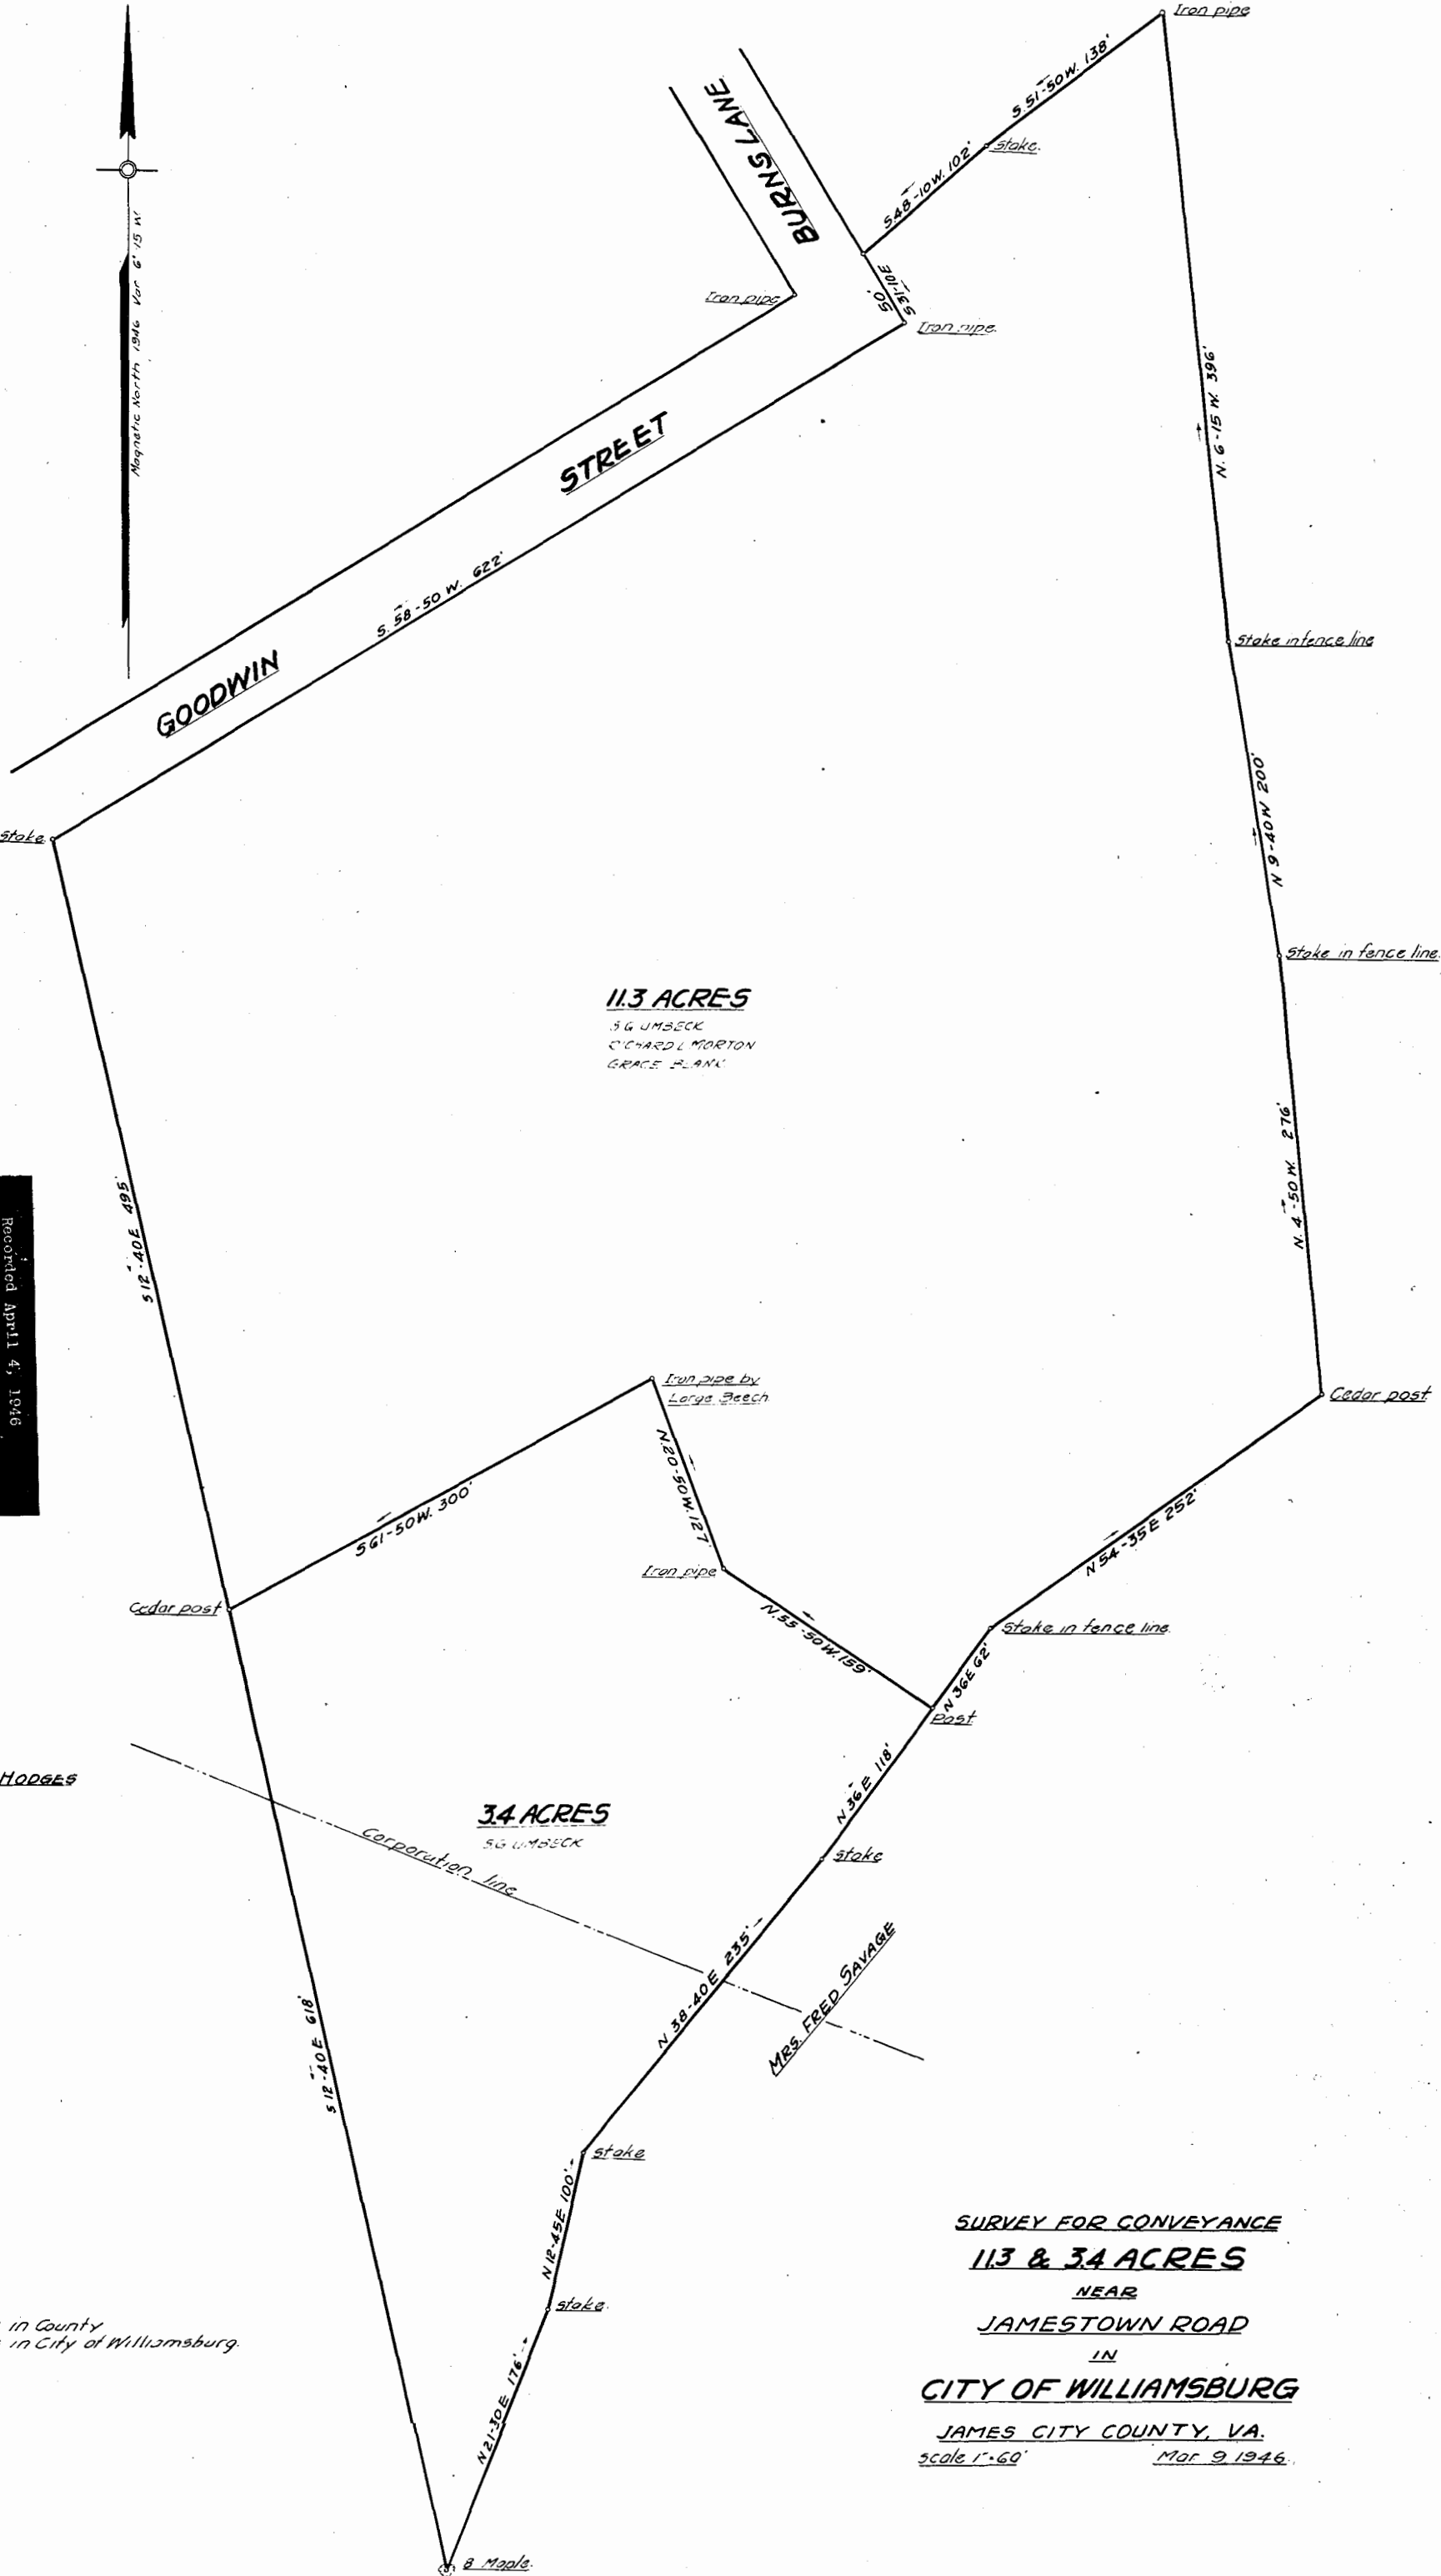 Iron pipe
S. 51-50 W. 138'
Stake.
S 48-10 W. 102'
BURNS LANE
S 31-10 E
50'
Iron pipe
Iron pipe.
Magnetic North 1946 Var 6° 15 W
N. 6-15 W. 396'
STREET
S. 58-50 W. 622'
GOODWIN
Stake in fence line
Stake.
N 9-40 W 200'
Stake in fence line.
11.3 ACRES
S G UMBECK
RICHARD L MORTON
GRACE BLANK
N. 4-50 W. 276'
S 12-40 E 495'
Recorded April 4, 1946
Iron pipe by
Large Beech
Cedar post
N. 20-50 W. 127
S 61-50 W. 300'
N 54-35 E 252'
Iron pipe
Cedar post
N. 55-50 W. 159'
Stake in fence line.
N 36 E 62'
Post
HODGES
N 36 E 118'
3.4 ACRES
S G UMBECK
Corporation line
Stake
N 38-40 E 235'
MRS. FRED SAVAGE
S 12-40 E 618'
Stake
N 12-45 E 100'
Stake.
in County
in City of Williamsburg.
N 21-30 E 176'
8 Maple.
SURVEY FOR CONVEYANCE
11.3 & 3.4 ACRES
NEAR
JAMESTOWN ROAD
IN
CITY OF WILLIAMSBURG
JAMES CITY COUNTY, VA.
Scale 1"=60'
Mar 9, 1946.